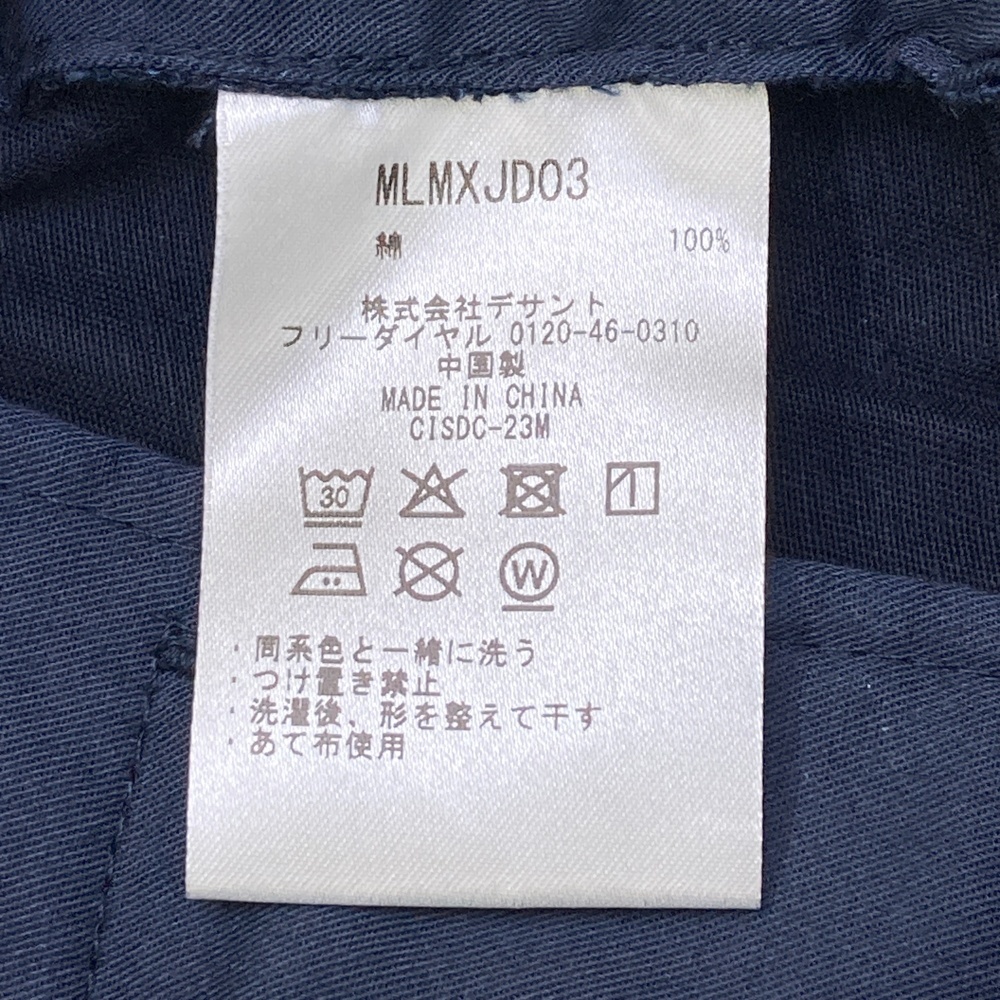 MLMXJD03
綿 100%
株式会社デサント
フリーダイヤル 0120-46-0310
中国製
MADE IN CHINA
CISDC-23M
30
W
・同系色と一緒に洗う
・つけ置き禁止
・洗濯後、形を整えて干す
・あて布使用